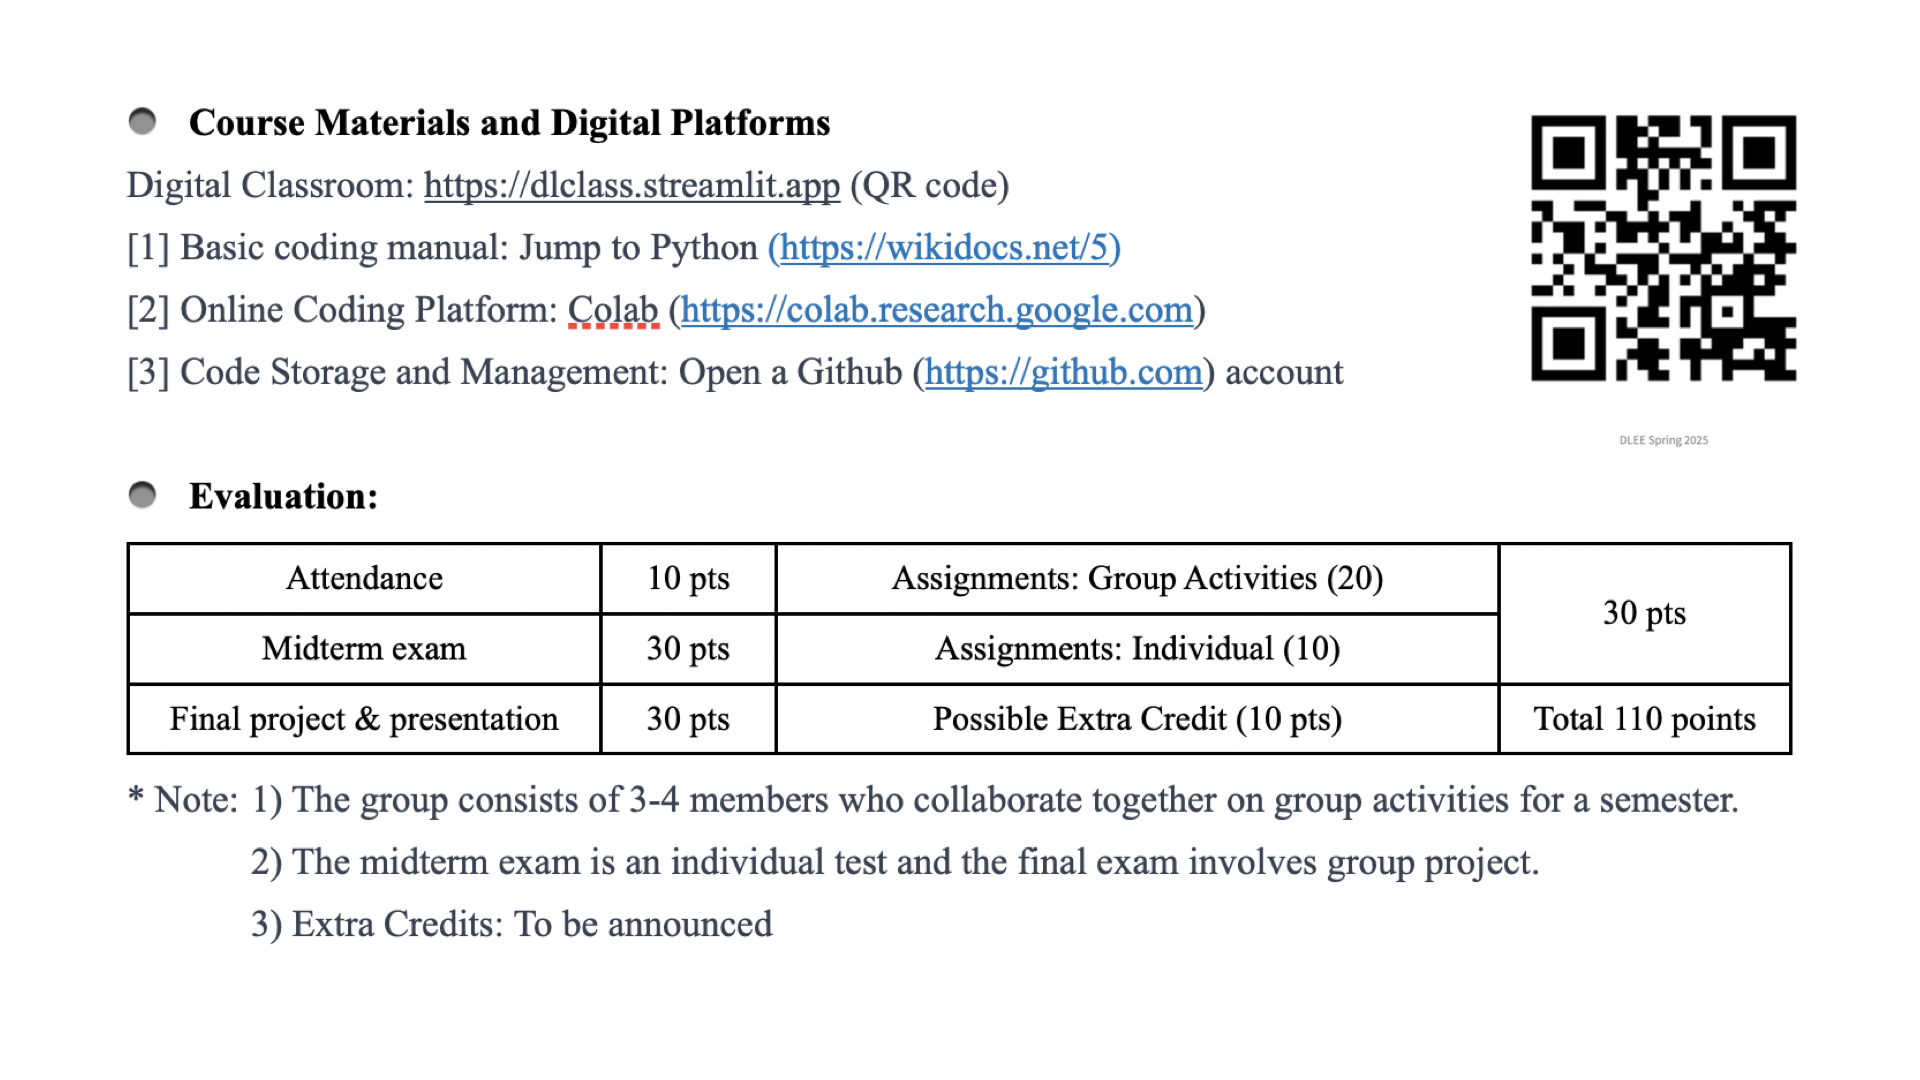 Course Materials and Digital Platforms
Digital Classroom: https://dlclass.streamlit.app (QR code)
[1] Basic coding manual: Jump to Python (https://wikidocs.net/5)
[2] Online Coding Platform: Colab (https://colab.research.google.com)
[3] Code Storage and Management: Open a Github (https://github.com) account
DLEE Spring 2025
Evaluation:
Attendance 10 pts Assignments: Group Activities (20) 30 pts
Midterm exam 30 pts Assignments: Individual (10)
Final project & presentation 30 pts Possible Extra Credit (10 pts) Total 110 points
* Note: 1) The group consists of 3-4 members who collaborate together on group activities for a semester.
2) The midterm exam is an individual test and the final exam involves group project.
3) Extra Credits: To be announced